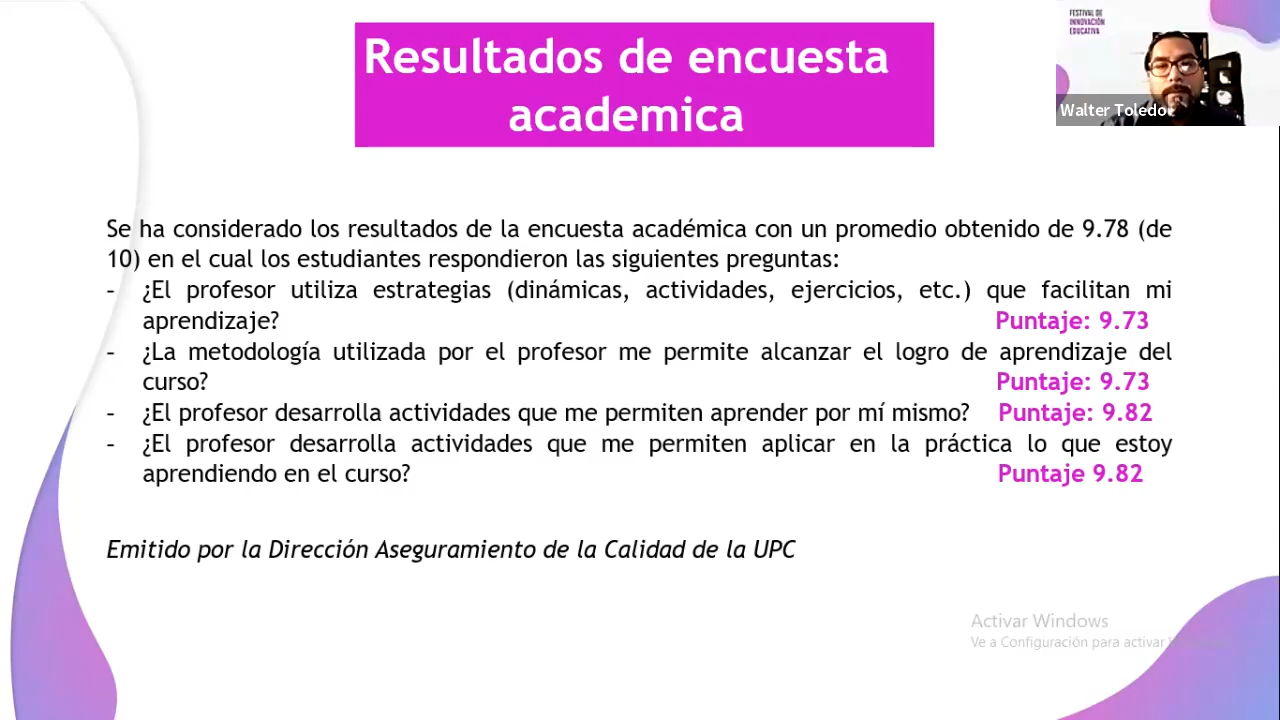 Resultados de encuesta
academica
FESTIVAL DE
INNOVACIÓN
EDUCATIVA
Walter Toledo
Se ha considerado los resultados de la encuesta académica con un promedio obtenido de 9.78 (de
10) en el cual los estudiantes respondieron las siguientes preguntas:
- ¿El profesor utiliza estrategias (dinámicas, actividades, ejercicios, etc.) que facilitan mi
aprendizaje? Puntaje: 9.73
- ¿La metodología utilizada por el profesor me permite alcanzar el logro de aprendizaje del
curso? Puntaje: 9.73
- ¿El profesor desarrolla actividades que me permiten aprender por mí mismo? Puntaje: 9.82
- ¿El profesor desarrolla actividades que me permiten aplicar en la práctica lo que estoy
aprendiendo en el curso? Puntaje 9.82
Emitido por la Dirección Aseguramiento de la Calidad de la UPC
Activar Windows
Ve a Configuración para activar